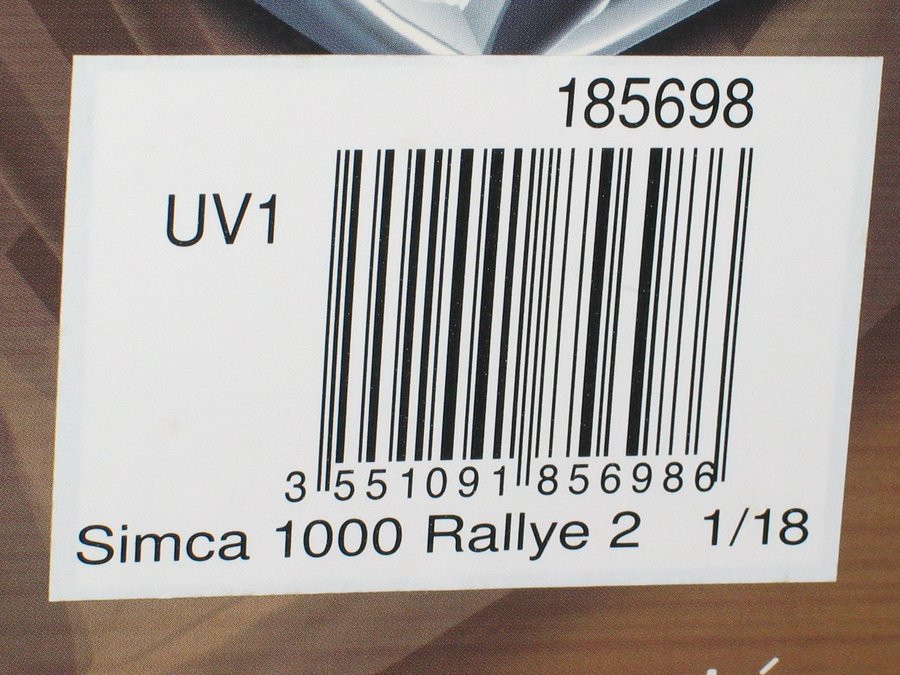 185698
UV1
3 551091 856986
Simca 1000 Rallye 2 1/18